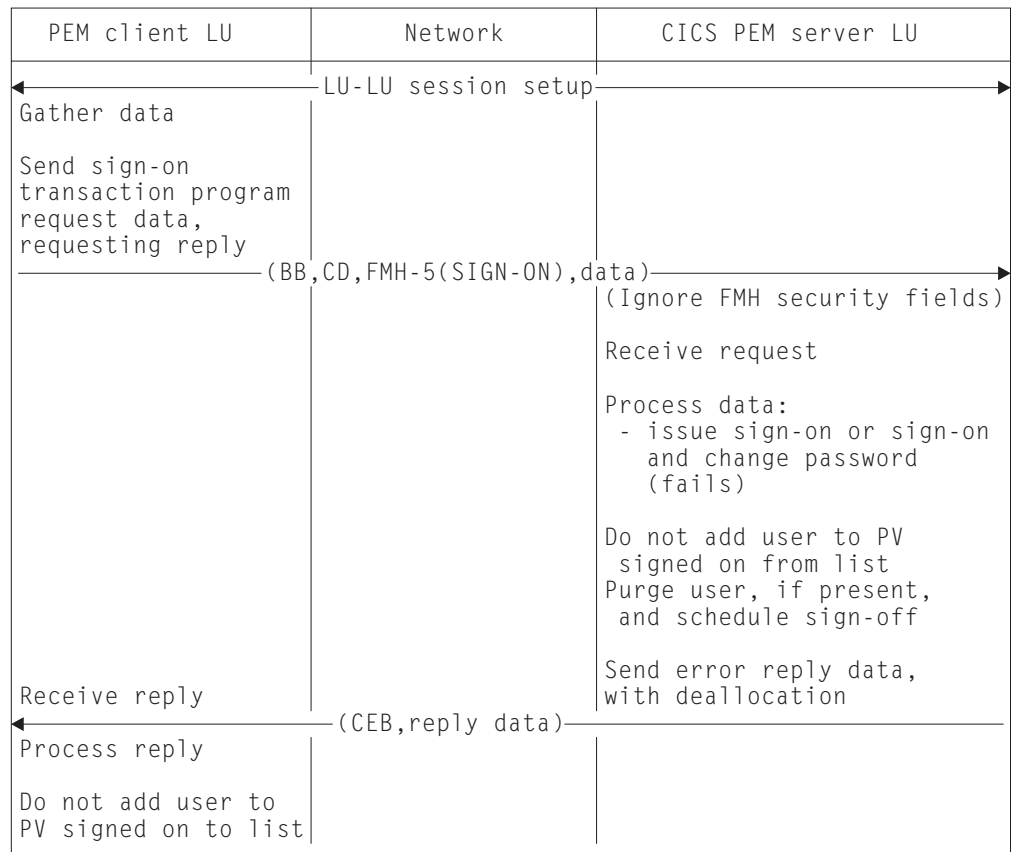 PEM client LU Network CICS PEM server LU
LU-LU session setup
Gather data
Send sign-on
transaction program
request data,
requesting reply
(BB,CD,FMH-5(SIGN-ON),data)
(Ignore FMH security fields)
Receive request
Process data:
- issue sign-on or sign-on
and change password
(fails)
Do not add user to PV
signed on from list
Purge user, if present,
and schedule sign-off
Send error reply data,
with deallocation
Receive reply
(CEB,reply data)
Process reply
Do not add user to
PV signed on to list